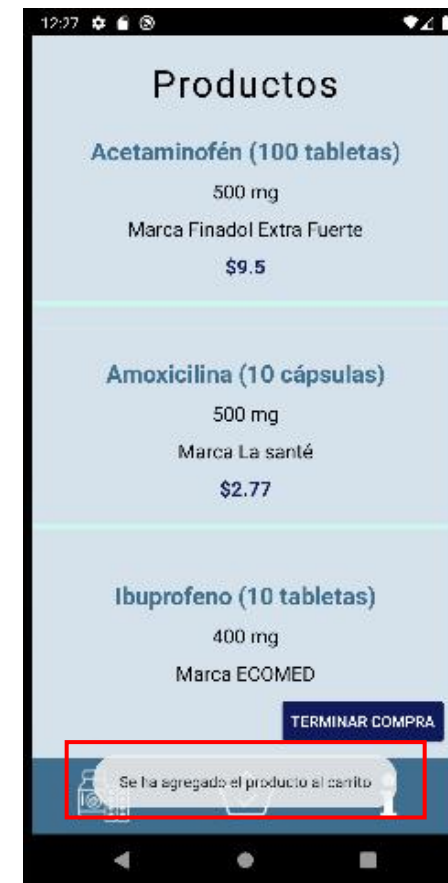 12:27
Productos
Acetaminofén (100 tabletas)
500 mg
Marca Finadol Extra Fuerte
$9.5
Amoxicilina (10 cápsulas)
500 mg
Marca La santé
$2.77
Ibuprofeno (10 tabletas)
400 mg
Marca ECOMED
TERMINAR COMPRA
Se ha agregado el producto al carrito